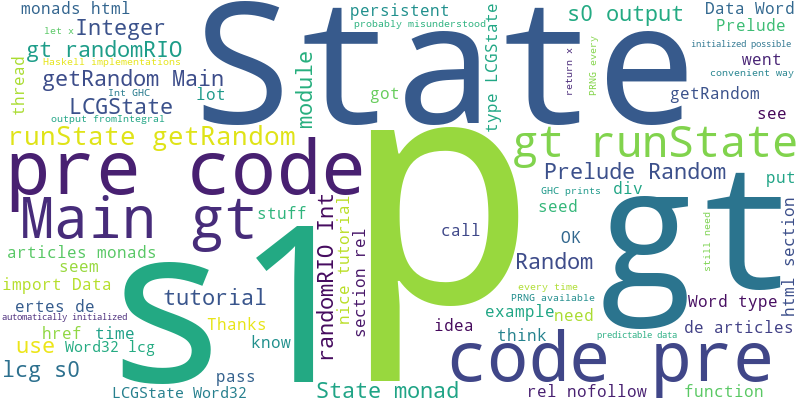 monads html
Integer
gt randomRIO
Haskell implementations
getRandom Main
Int GHC
LCGState
lot
output fromIntegral
thread
runState getRandom
pre code
Main gt
stuff
articles monads
seem
import Data
ertes de
automatically initialized
href time
use
Word32 lcg
lcg s0
pass
LCGState Word32
State
s1
p
gt
code pre
persistent
probably misunderstood
let x
got
module
type LCGState
s0 output
return x
PRNG every
Data Word
Prelude
initialized possible
convenient way
went
getRandom
see
gt runState
Prelude Random
GHC prints
div
put
seed
OK
Random
call
tutorial
Thanks
know
randomRIO Int
nice tutorial
section rel
idea
example
think
need
every time
PRNG available
still need
html section
Word type
de articles
predictable data
rel nofollow
function
State monad